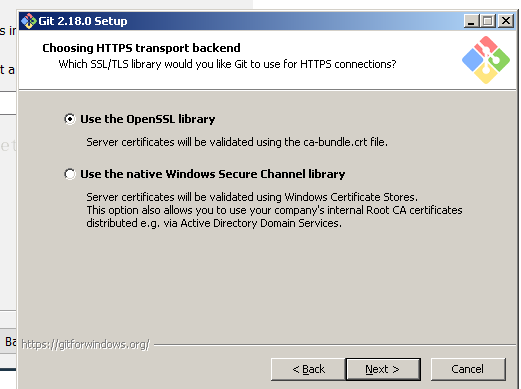 Git 2.18.0 Setup
Choosing HTTPS transport backend
Which SSL/TLS library would you like Git to use for HTTPS connections?
Use the OpenSSL library
Server certificates will be validated using the ca-bundle.crt file.
Use the native Windows Secure Channel library
Server certificates will be validated using Windows Certificate Stores.
This option also allows you to use your company's internal Root CA certificates
distributed e.g. via Active Directory Domain Services.
https://gitforwindows.org/
< Back
Next >
Cancel